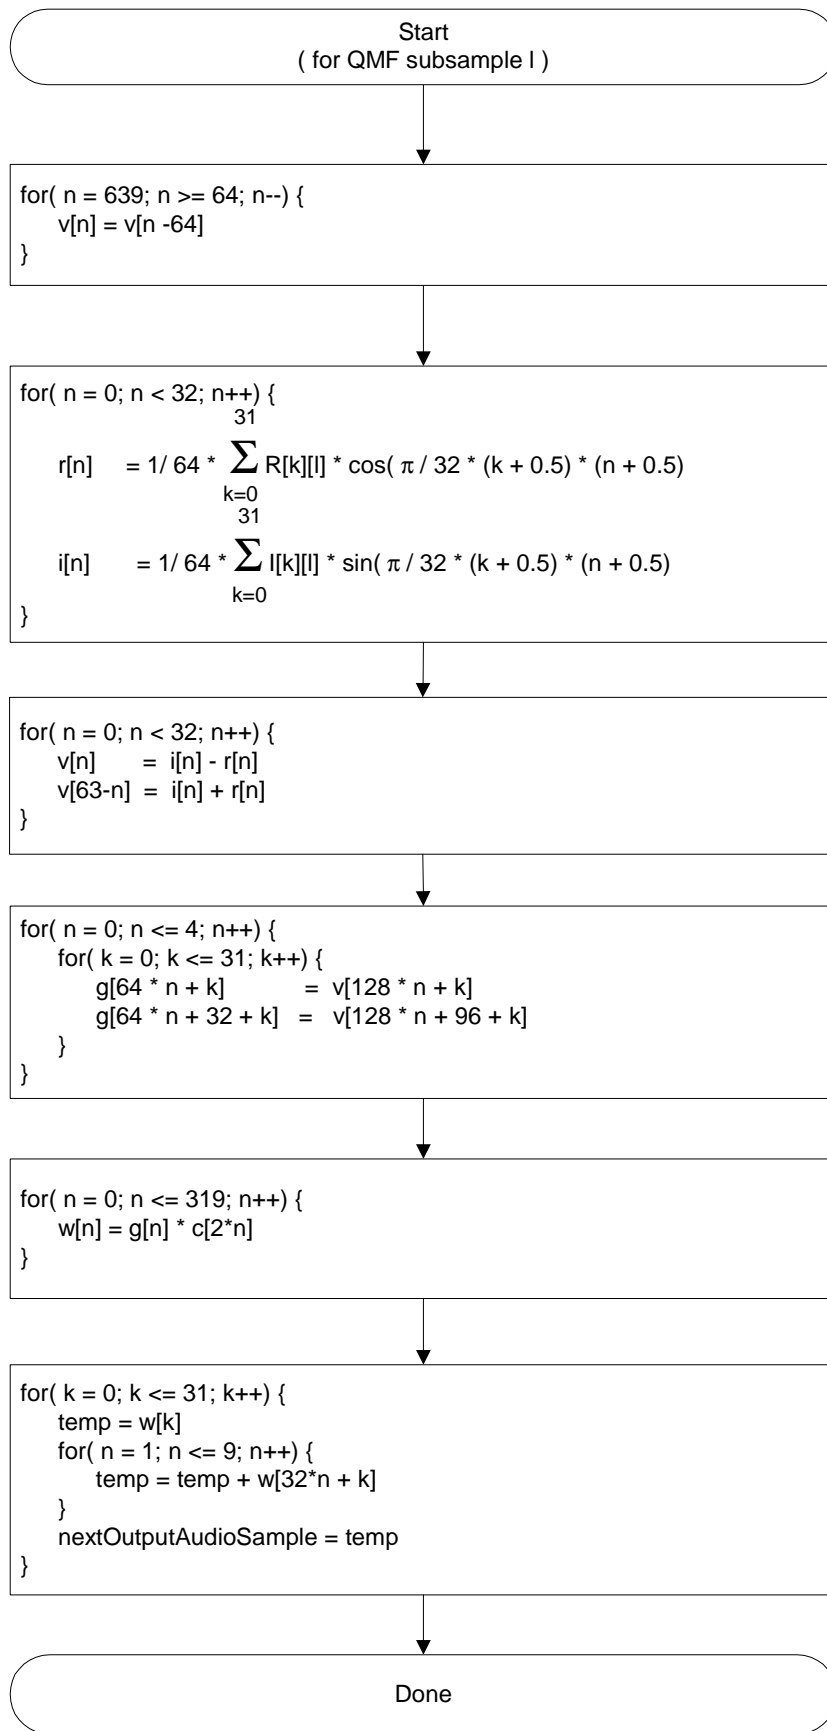 Start
( for QMF subsample l )
for( n = 639; n >= 64; n--) {
v[n] = v[n -64]
}
for( n = 0; n < 32; n++) {
31
r[n] = 1/ 64 * Σ R[k][l] * cos( π / 32 * (k + 0.5) * (n + 0.5)
k=0
31
i[n] = 1/ 64 * Σ I[k][l] * sin( π / 32 * (k + 0.5) * (n + 0.5)
k=0
}
for( n = 0; n < 32; n++) {
v[n] = i[n] - r[n]
v[63-n] = i[n] + r[n]
}
for( n = 0; n <= 4; n++) {
for( k = 0; k <= 31; k++) {
g[64 * n + k] = v[128 * n + k]
g[64 * n + 32 + k] = v[128 * n + 96 + k]
}
}
for( n = 0; n <= 319; n++) {
w[n] = g[n] * c[2*n]
}
for( k = 0; k <= 31; k++) {
temp = w[k]
for( n = 1; n <= 9; n++) {
temp = temp + w[32*n + k]
}
nextOutputAudioSample = temp
}
Done